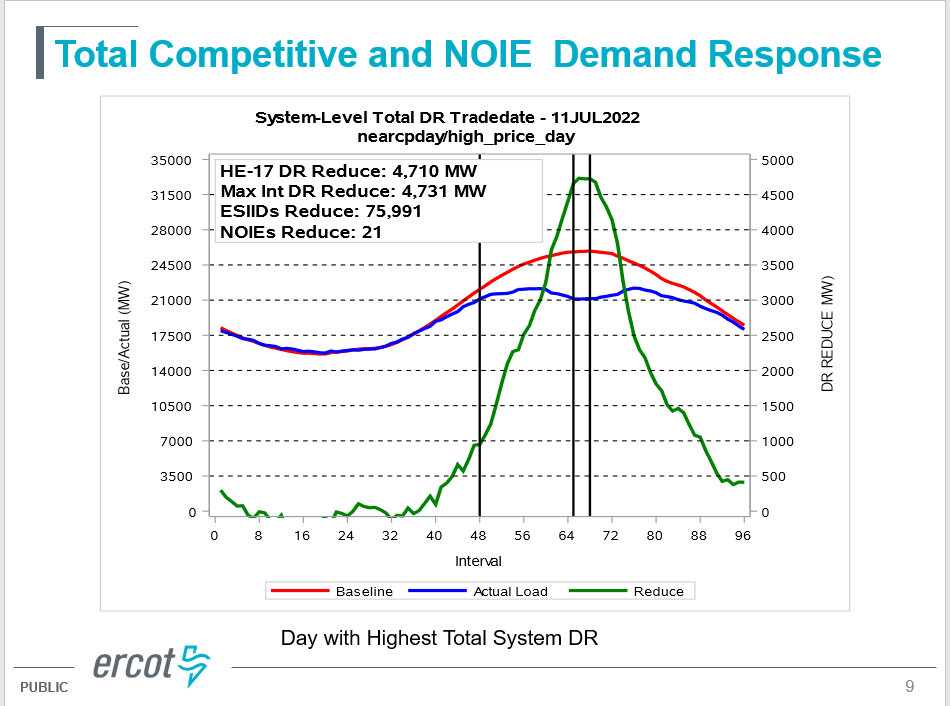 Total Competitive and NOIE  Demand Response
System-Level Total DR Tradedate - 11JUL2022
nearcpday/high_price_day
HE-17 DR Reduce: 4,710 MW
Max Int DR Reduce: 4,731 MW
ESIIDs Reduce: 75,991
NOIEs Reduce: 21
Base/Actual (MW)
35000
31500
28000
24500
21000
17500
14000
10500
7000
3500
0
5000
4500
4000
3500
3000
2500
2000
1500
1000
500
0
DR REDUCE MW)
0 8 16 24 32 40 48 56 64 72 80 88 96
Interval
Baseline Actual Load Reduce
Day with Highest Total System DR
ercot
PUBLIC
9